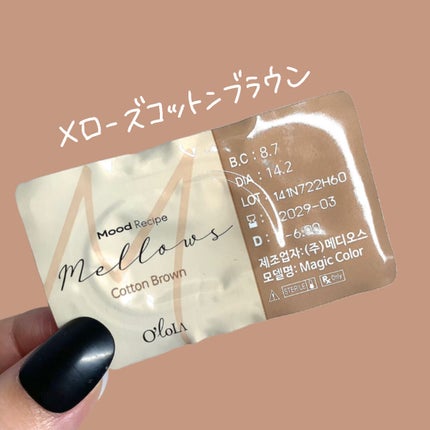 メローズコットンブラウン
Mood Recipe
Mellows
Cotton Brown
O'loLA
B.C : 8.7
DIA : 14.2
LOT : 141N722H60
: 2029-03
D : -6.00
제조업자:(주)메디오스
모델명: Magic Color
STERILE
Rx only